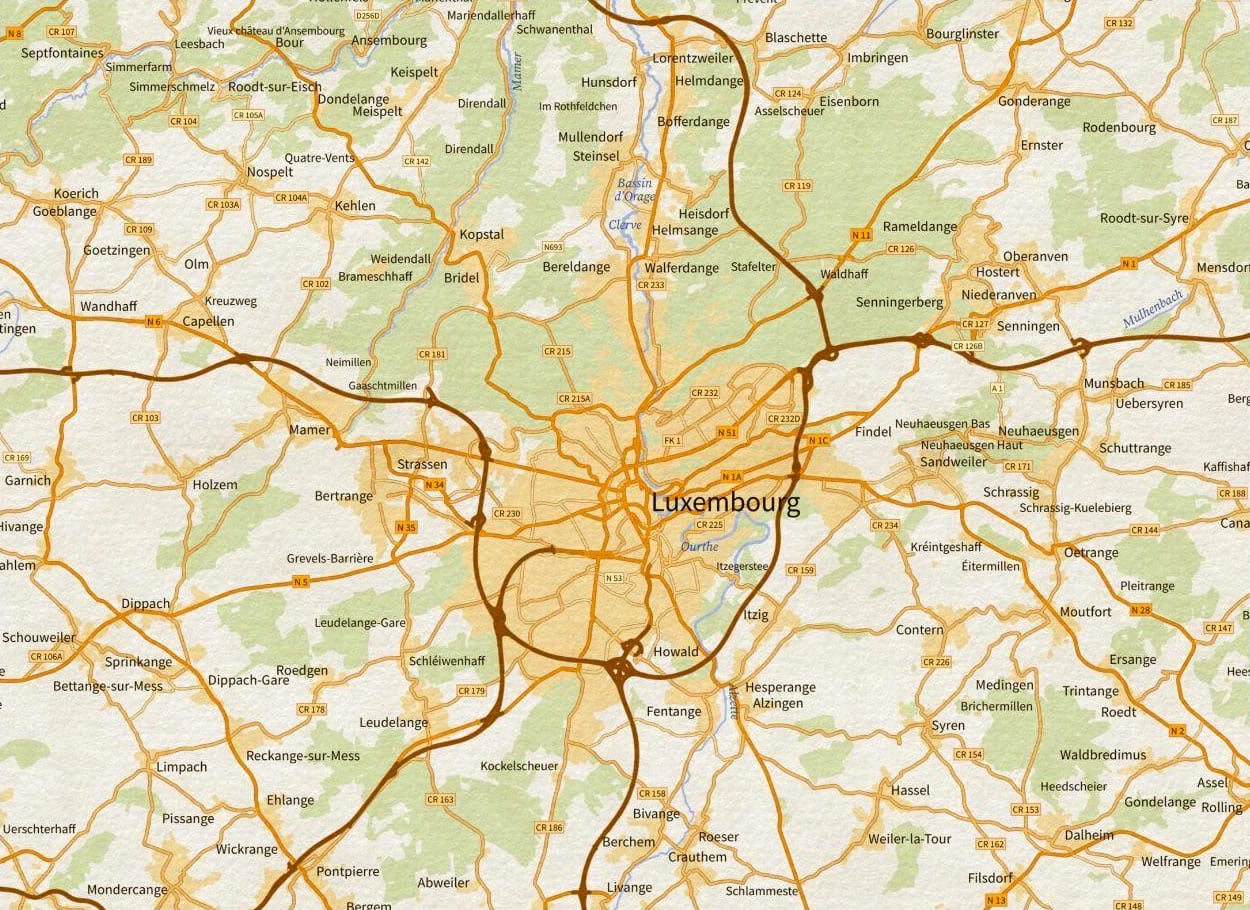 Mariendallerhaff
Prévent
D256D
CR 132
N 8
CR 107
Vieux château d'Ansembourg
Schwanenthal
Bourglinster
Leesbach
Bour
Ansembourg
Blaschette
Septfontaines
Lorentzweiler
Imbringen
Simmerfarm
Keispelt
Mamer
Hunsdorf
Helmdange
Simmerschmelz
Roodt-sur-Eisch
Dondelange
Direndall
Im Rothfeldchen
CR 124
Eisenborn
Gonderange
Meispelt
CR 105A
Asselscheuer
CR 104
Bofferdange
CR 187
Rodenbourg
Mullendorf
Direndall
Steinsel
Ernster
CR 189
Quatre-Vents
CR 142
Nospelt
Bassin
d'Orage
CR 119
Koerich
CR 104A
Goeblange
CR 103A
Kehlen
Heisdorf
Roodt-sur-Syre
Clerve
Helmsange
Rameldange
CR 109
Kopstal
N 11
N693
CR 126
Goetzingen
Olm
Weidendall
Oberanven
Brameschhaff
Bridel
Bereldange
Walferdange
Stafelter
Waldhaff
Hostert
N 1
Mensdorf
CR 102
CR 233
Wandhaff
Kreuzweg
Senningerberg
Niederanven
Mulhenbach
N 6
Capellen
CR 127
Senningen
tingen
CR 126B
CR 181
CR 215
Neimillen
Gaaschtmillen
A 1
Munsbach
CR 185
CR 215A
CR 232
Uebersyren
CR 103
CR 232D
Mamer
N 51
Findel
Neuhaeusgen Bas
Neuhaeusgen
FK 1
N 1C
Neuhaeusgen Haut
Schuttrange
CR 169
Strassen
Sandweiler
CR 171
Kaffishaf
Garnich
Holzem
N 34
N 1A
Bertrange
Luxembourg
Schrassig
CR 188
Schrassig-Kuelebierg
CR 230
CR 225
CR 234
CR 144
Hivange
N 35
Ourthe
Kréintgeshaff
Oetrange
Grevels-Barrière
Itzegerstee
Éitermillen
ahlem
CR 159
N 5
N 53
Pleitrange
Dippach
Itzig
Moutfort
N 28
Leudelange-Gare
Contern
CR 147
Schouweiler
Howald
CR 106A
Sprinkange
Schléiwenhaff
CR 226
Ersange
Roedgen
Dippach-Gare
Bettange-sur-Mess
CR 179
Hesperange
Medingen
Trintange
Alzette
Alzingen
Brichermillen
CR 178
Fentange
Roedt
Leudelange
Syren
N 2
Reckange-sur-Mess
CR 154
Waldbredimus
Limpach
Kockelscheuer
Hassel
Heedscheier
Assel
Ehlange
CR 163
CR 158
Gondelange
Rolling
CR 153
Pissange
Bivange
Uerschterhaff
CR 186
Roeser
Dalheim
Wickrange
Berchem
Weiler-la-Tour
CR 162
Crauthem
Welfrange
Emering
Pontpierre
Filsdorf
Mondercange
Abweiler
Livange
Schlammeste
CR 149
N 13
CR 148
Bergem